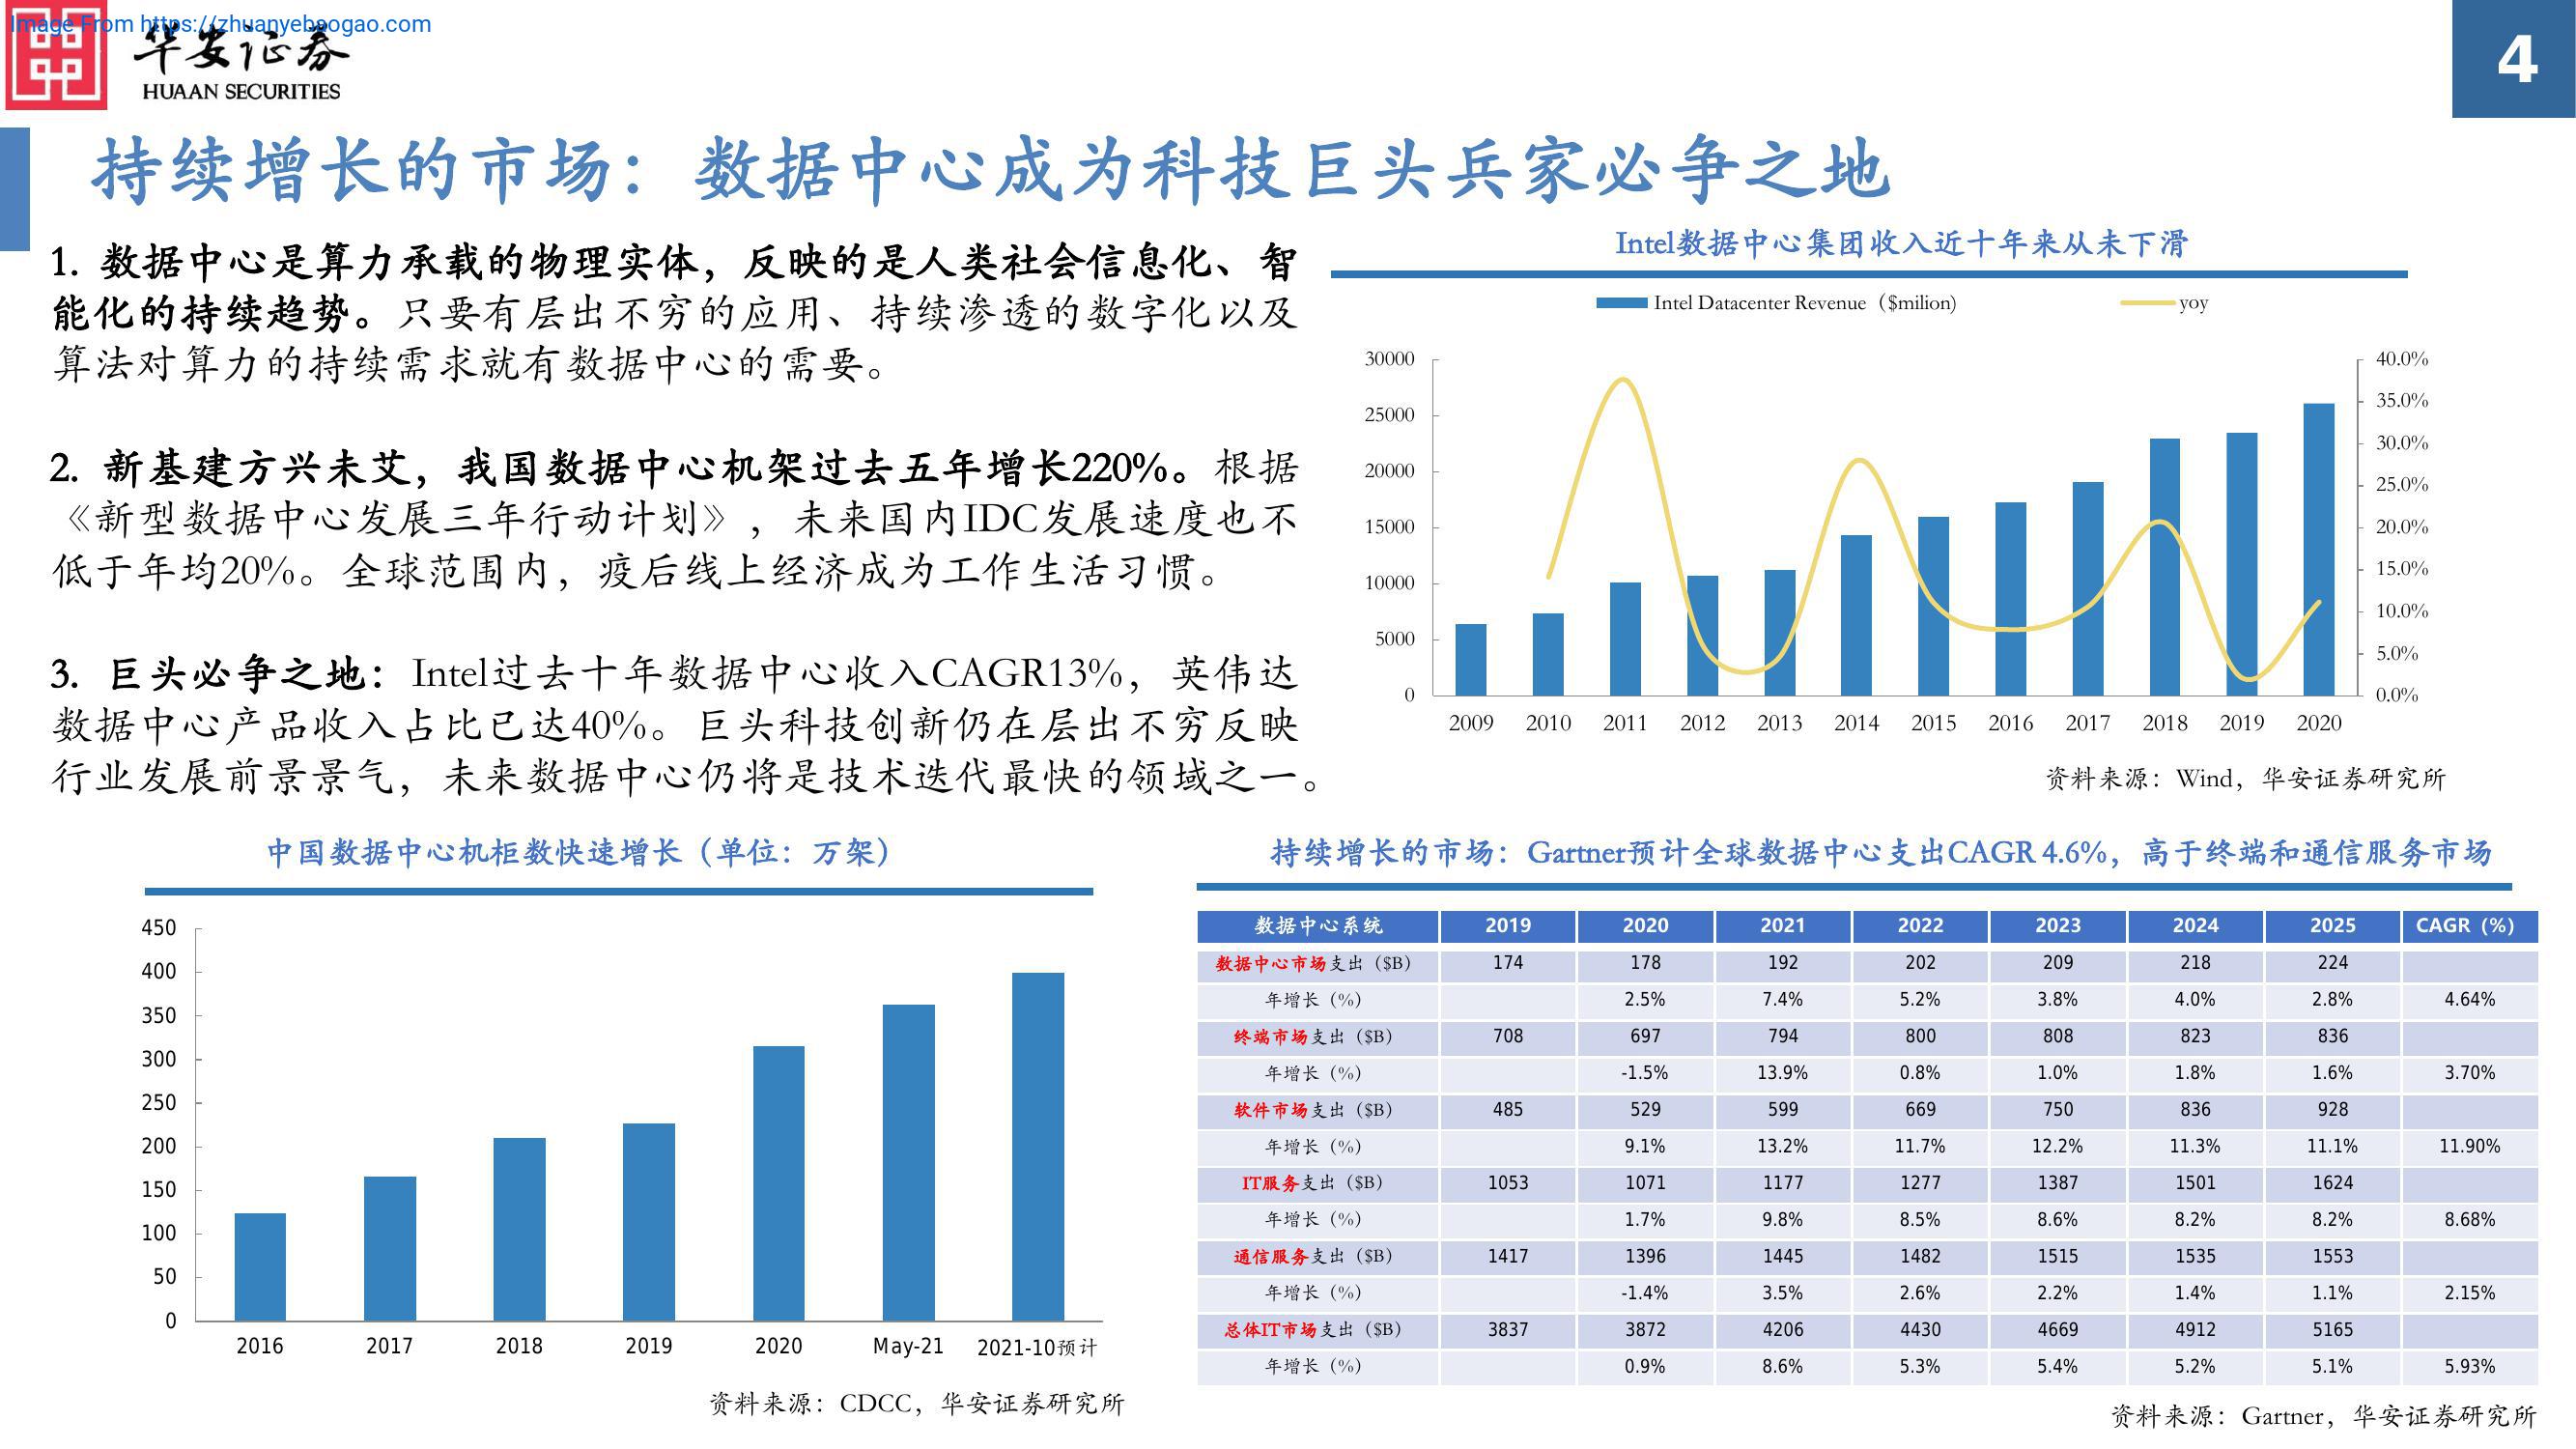 Image From https://zhuanyebaogao.com
华安证券
HUAAN SECURITIES
4
持续增长的市场：数据中心成为科技巨头兵家必争之地
1. 数据中心是算力承载的物理实体，反映的是人类社会信息化、智
能化的持续趋势。只要有层出不穷的应用、持续渗透的数字化以及
算法对算力的持续需求就有数据中心的需要。
2. 新基建方兴未艾，我国数据中心机架过去五年增长220%。根据
《新型数据中心发展三年行动计划》，未来国内IDC发展速度也不
低于年均20%。全球范围内，疫后线上经济成为工作生活习惯。
3. 巨头必争之地：Intel过去十年数据中心收入CAGR13%，英伟达
数据中心产品收入占比已达40%。巨头科技创新仍在层出不穷反映
行业发展前景景气，未来数据中心仍将是技术迭代最快的领域之一。
Intel数据中心集团收入近十年来从未下滑
Intel Datacenter Revenue（$milion) yoy
30000 40.0%
35.0%
25000
30.0%
20000
25.0%
15000 20.0%
15.0%
10000
10.0%
5000
5.0%
0 0.0%
2009 2010 2011 2012 2013 2014 2015 2016 2017 2018 2019 2020
资料来源：Wind，华安证券研究所
中国数据中心机柜数快速增长（单位：万架）
450
400
350
300
250
200
150
100
50
0
2016 2017 2018 2019 2020 May-21 2021-10预计
资料来源：CDCC，华安证券研究所
持续增长的市场：Gartner预计全球数据中心支出CAGR 4.6%，高于终端和通信服务市场
数据中心系统 2019 2020 2021 2022 2023 2024 2025 CAGR（%）
数据中心市场支出（$B） 174 178 192 202 209 218 224
年增长（%） 2.5% 7.4% 5.2% 3.8% 4.0% 2.8% 4.64%
终端市场支出（$B） 708 697 794 800 808 823 836
年增长（%） -1.5% 13.9% 0.8% 1.0% 1.8% 1.6% 3.70%
软件市场支出（$B） 485 529 599 669 750 836 928
年增长（%） 9.1% 13.2% 11.7% 12.2% 11.3% 11.1% 11.90%
IT服务支出（$B） 1053 1071 1177 1277 1387 1501 1624
年增长（%） 1.7% 9.8% 8.5% 8.6% 8.2% 8.2% 8.68%
通信服务支出（$B） 1417 1396 1445 1482 1515 1535 1553
年增长（%） -1.4% 3.5% 2.6% 2.2% 1.4% 1.1% 2.15%
总体IT市场支出（$B） 3837 3872 4206 4430 4669 4912 5165
年增长（%） 0.9% 8.6% 5.3% 5.4% 5.2% 5.1% 5.93%
资料来源：Gartner，华安证券研究所